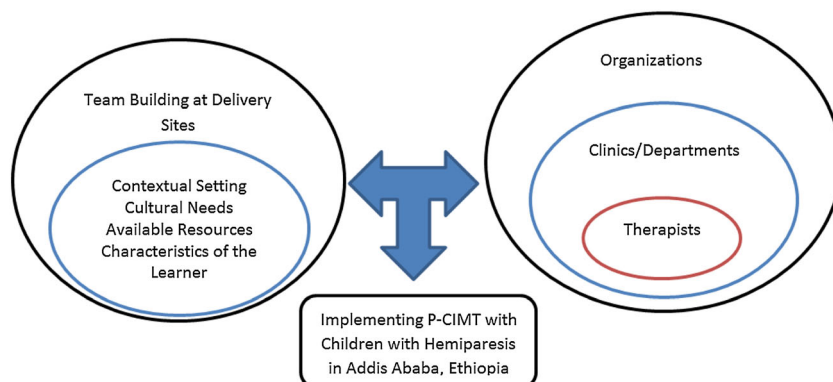 Team Building at Delivery
Sites
Contextual Setting
Cultural Needs
Available Resources
Characteristics of the
Learner
Organizations
Clinics/Departments
Therapists
Implementing P-CIMT with
Children with Hemiparesis
in Addis Ababa, Ethiopia